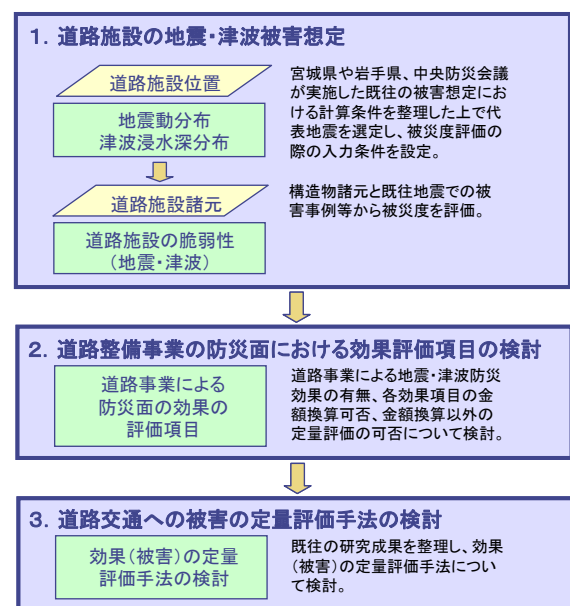 1. 道路施設の地震・津波被害想定
道路施設位置
地震動分布
津波浸水深分布
宮城県や岩手県、中央防災会議
が実施した既往の被害想定にお
ける計算条件を整理した上で代
表地震を選定し、被災度評価の
際の入力条件を設定。
道路施設諸元
道路施設の脆弱性
(地震・津波)
構造物諸元と既往地震での被
害事例等から被災度を評価。
2. 道路整備事業の防災面における効果評価項目の検討
道路事業による
防災面の効果の
評価項目
道路事業による地震・津波防災
効果の有無、各効果項目の金
額換算可否、金額換算以外の
定量評価の可否について検討。
3. 道路交通への被害の定量評価手法の検討
効果(被害)の定量
評価手法の検討
既往の研究成果を整理し、効果
(被害)の定量評価手法につい
て検討。